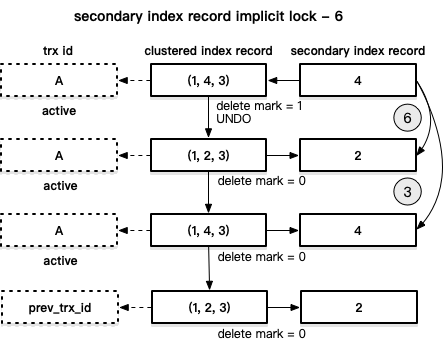 secondary index record implicit lock – 6
trx id clustered index record secondary index record
A (1, 4, 3) 4
active delete mark = 1
UNDO
6
A (1, 2, 3) 2
active delete mark = 0
3
A (1, 4, 3) 4
active delete mark = 0
prev_trx_id (1, 2, 3) 2
delete mark = 0